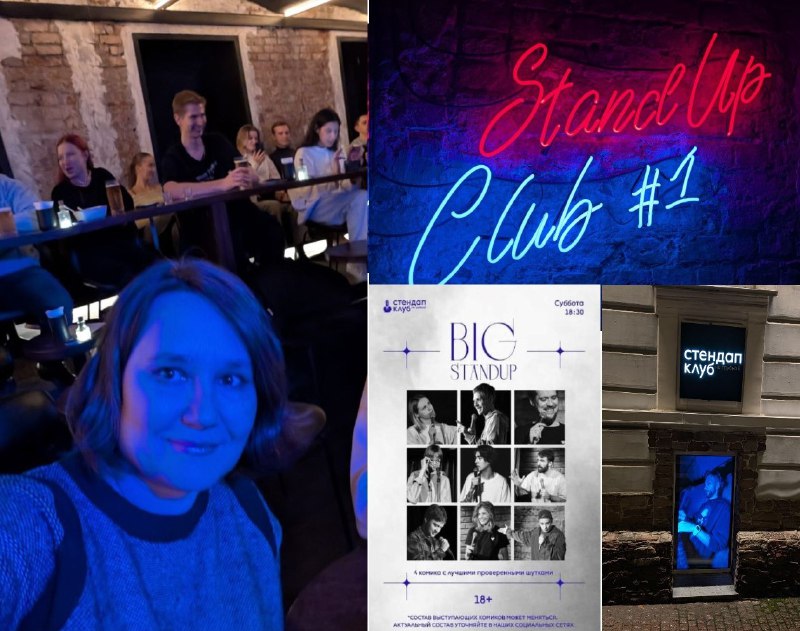 Stand Up
Club #1
стендап
клуб
Суббота
18:30
BIG
STANDUP
4 комика с лучшими проверенными шутками
18+
*СОСТАВ ВЫСТУПАЮЩИХ КОМИКОВ МОЖЕТ МЕНЯТЬСЯ.
АКТУАЛЬНЫЙ СОСТАВ УТОЧНЯЙТЕ В НАШИХ СОЦИАЛЬНЫХ СЕТЯХ
стендап
клуб